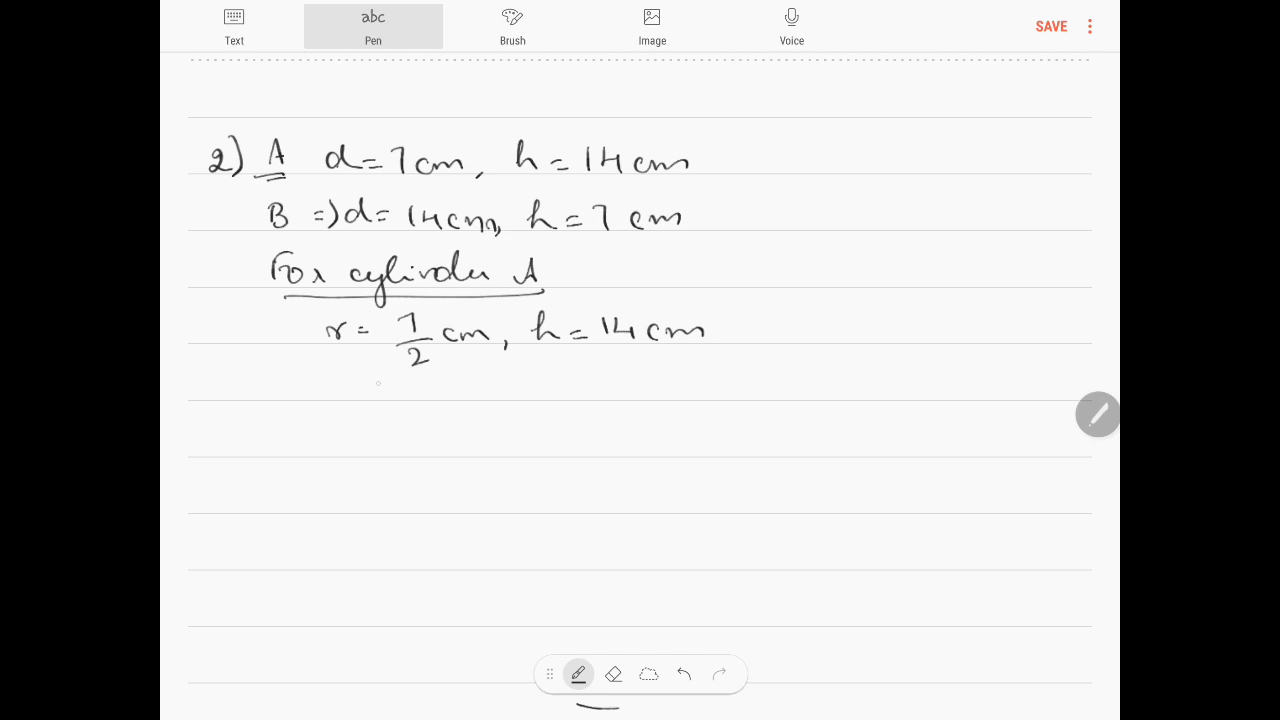 Text
abc
Pen
Brush
Image
Voice
SAVE
2) A d = 7 cm, h = 14 cm
B => d = 14 cm, h = 7 cm
For cylinder A
r = 7/2 cm, h = 14 cm